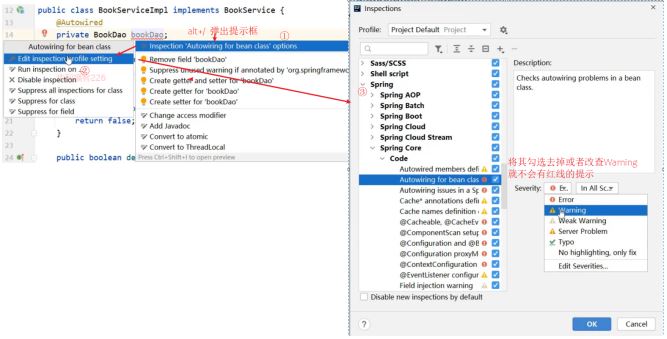 12 public class BookServiceImpl implements BookService {
13 @Autowired
14 private BookDao bookDao;
alt+/ 弹出提示框
①
Autowiring for bean class
Edit inspection profile setting
②
Run inspection on ...
Disable inspection
Suppress all inspections for class
Suppress for class
Suppress for field
Inspection 'Autowiring for bean class' options
Remove field 'bookDao'
Suppress unused warning if annotated by 'org.springframew
Create getter and setter for 'bookDao'
Create getter for 'bookDao'
Create setter for 'bookDao'
Change access modifier
Add Javadoc
Convert to atomic
Convert to ThreadLocal
Press Ctrl+Shift+I to open preview
return false;
22 }
23
24 public boolean de
Inspections
Profile: Project Default Project
Sass/SCSS
Shell script
Spring
③
Spring AOP
Spring Batch
Spring Boot
Spring Cloud
Spring Cloud Stream
Spring Core
Code
Autowired members defi
Autowiring for bean clas
Autowiring issues in a Sp
Cache* annotations defi
Cache names definition
@Cacheable, @CacheEv
@ComponentScan setup
@Configuration and @B
@Configuration proxyM
@ContextConfiguration
@EventListener configur
Field injection warning
Disable new inspections by default
Description:
Checks autowiring problems in a bean
class.
将其勾选去掉或者改查Warning
就不会有红线的提示
Severity: In All Sc..
Error
Warning
Weak Warning
Server Problem
Typo
No highlighting, only fix
Edit Severities...
?
OK
Cancel